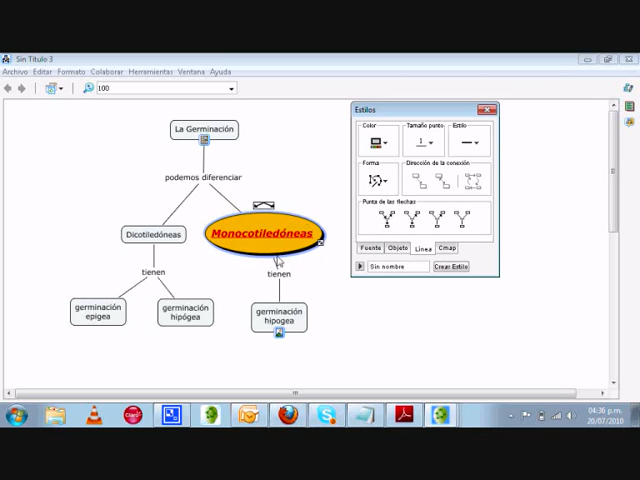 Sin Título 3
Archivo Editar Formato Colaborar Herramientas Ventana Ayuda
100
La Germinación
podemos diferenciar
Dicotiledóneas
Monocotiledóneas
tienen
tienen
germinación
epigea
germinación
hipógea
germinación
hipogea
Estilos
Color
Tamaño punto
Estilo
1
Forma
Dirección de la conexión
Punta de las flechas
Fuente Objeto Línea Cmap
Sin nombre
Crear Estilo
Claro
04:36 p.m.
20/07/2010